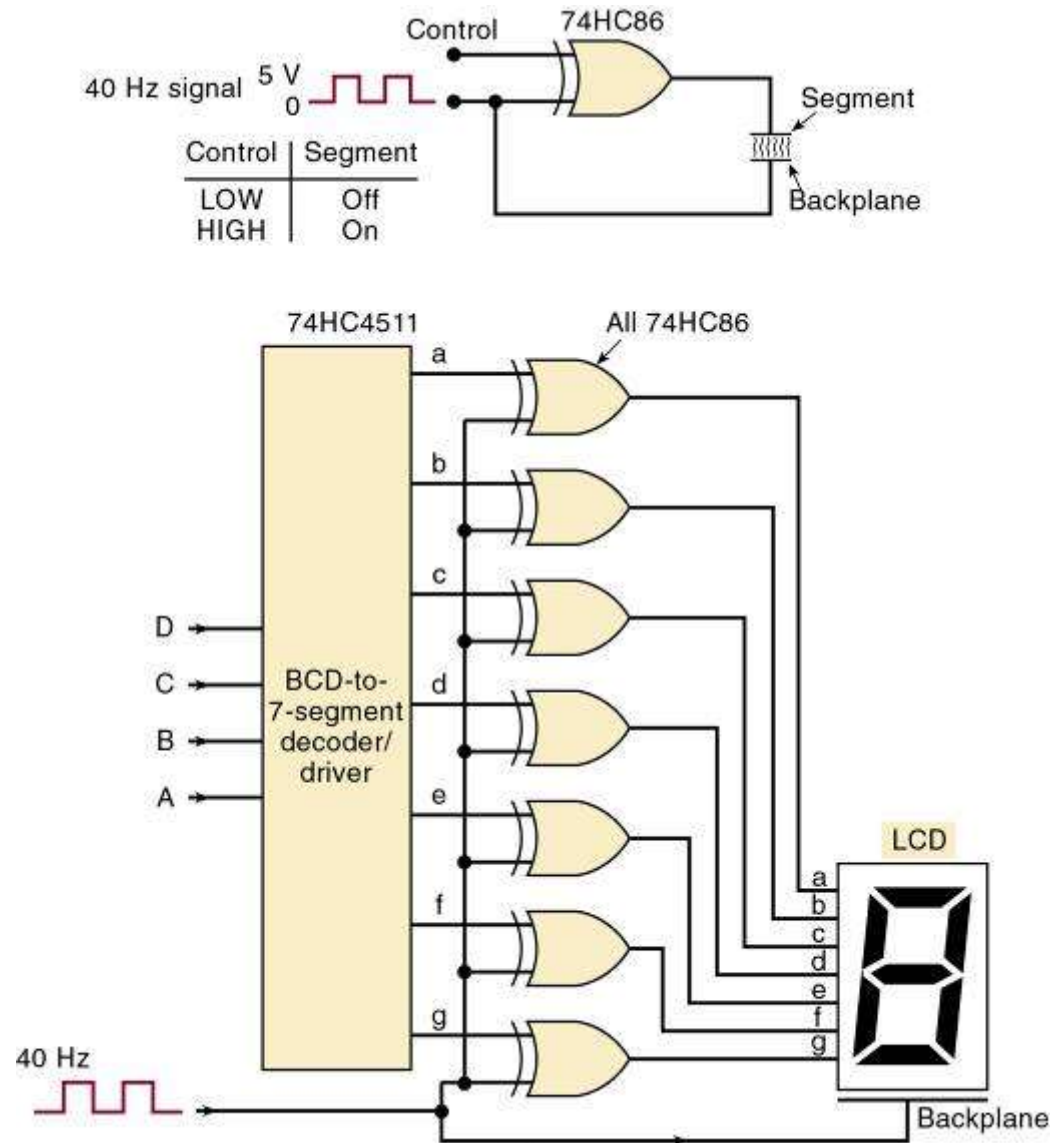 74HC86
Control
40 Hz signal
5 V
0
Segment
Backplane
Control Segment
LOW Off
HIGH On
74HC4511
All 74HC86
a
b
c
d
e
f
g
D
C
B
A
BCD-to-
7-segment
decoder/
driver
LCD
a
b
c
d
e
f
g
40 Hz
Backplane